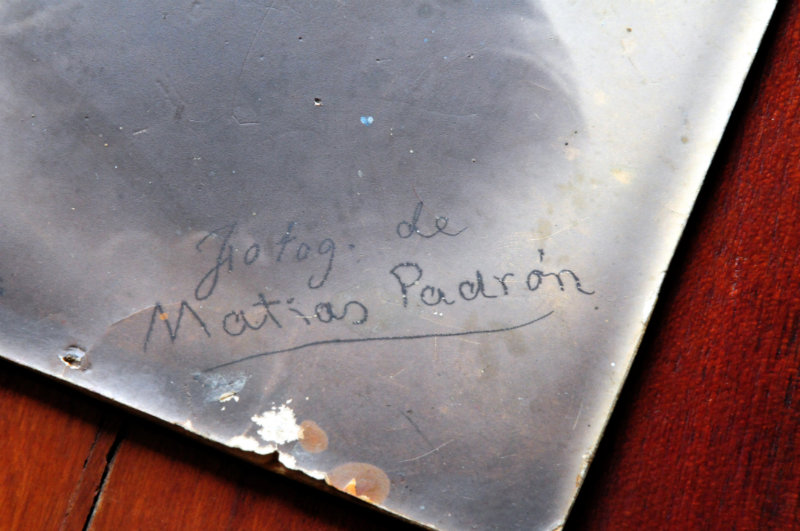 Fotog. de
Matias Padrón